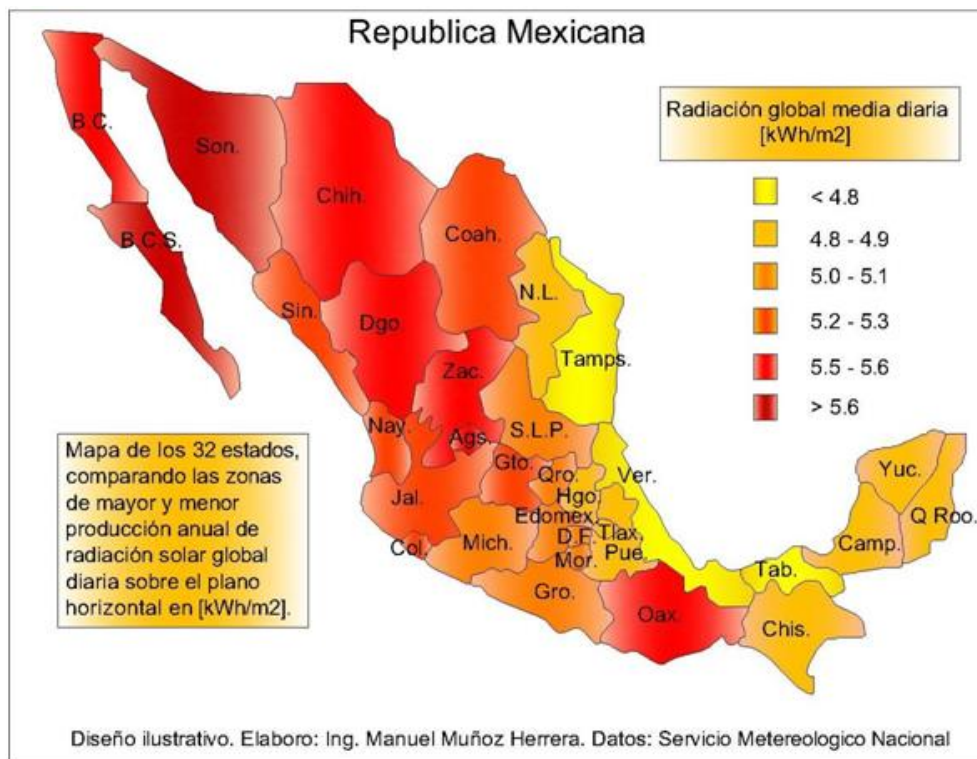 Republica Mexicana
B.C.
Son.
Chih.
B.C.S.
Coah.
Sin.
Dgo.
N.L.
Tamps.
Zac.
Nay.
Ags.
S.L.P.
Jal.
Gto.
Qro.
Hgo.
Ver.
Edomex.
Col.
Mich.
D.F.
Tlax.
Mor.
Pue.
Gro.
Oax.
Tab.
Chis.
Camp.
Yuc.
Q Roo.
Radiación global media diaria
[kWh/m2]
< 4.8
4.8 - 4.9
5.0 - 5.1
5.2 - 5.3
5.5 - 5.6
> 5.6
Mapa de los 32 estados,
comparando las zonas
de mayor y menor
producción anual de
radiación solar global
diaria sobre el plano
horizontal en [kWh/m2].
Diseño ilustrativo. Elaboro: Ing. Manuel Muñoz Herrera. Datos: Servicio Metereologico Nacional